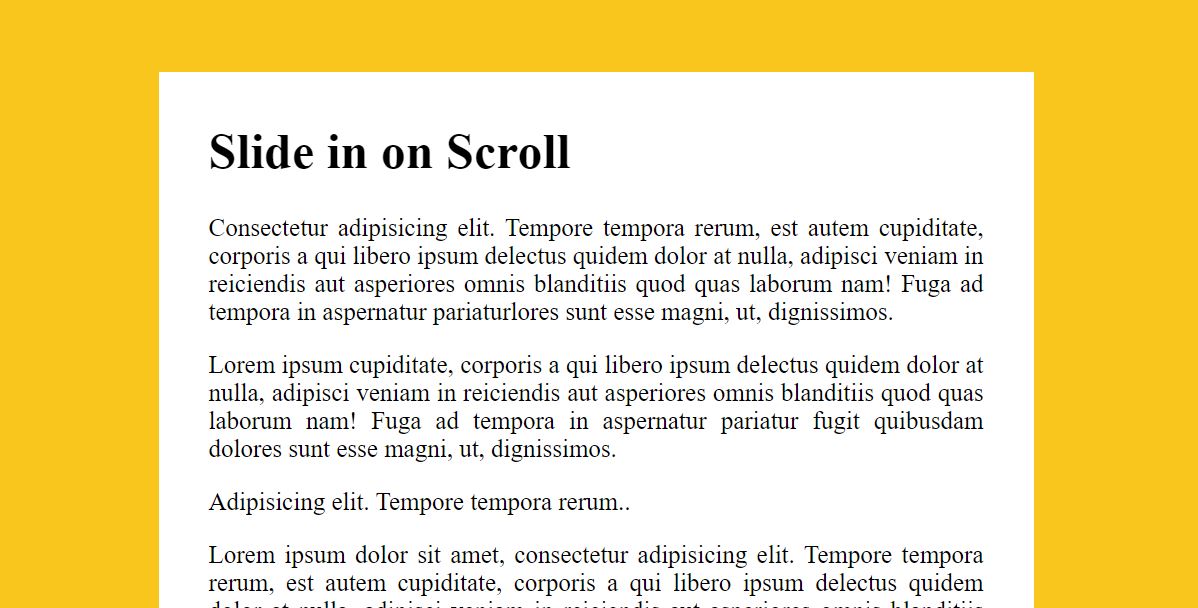 Slide in on Scroll
Consectetur adipisicing elit. Tempore tempora rerum, est autem cupiditate,
corporis a qui libero ipsum delectus quidem dolor at nulla, adipisci veniam in
reiciendis aut asperiores omnis blanditiis quod quas laborum nam! Fuga ad
tempora in aspernatur pariaturlores sunt esse magni, ut, dignissimos.
Lorem ipsum cupiditate, corporis a qui libero ipsum delectus quidem dolor at
nulla, adipisci veniam in reiciendis aut asperiores omnis blanditiis quod quas
laborum nam! Fuga ad tempora in aspernatur pariatur fugit quibusdam
dolores sunt esse magni, ut, dignissimos.
Adipisicing elit. Tempore tempora rerum..
Lorem ipsum dolor sit amet, consectetur adipisicing elit. Tempore tempora
rerum, est autem cupiditate, corporis a qui libero ipsum delectus quidem